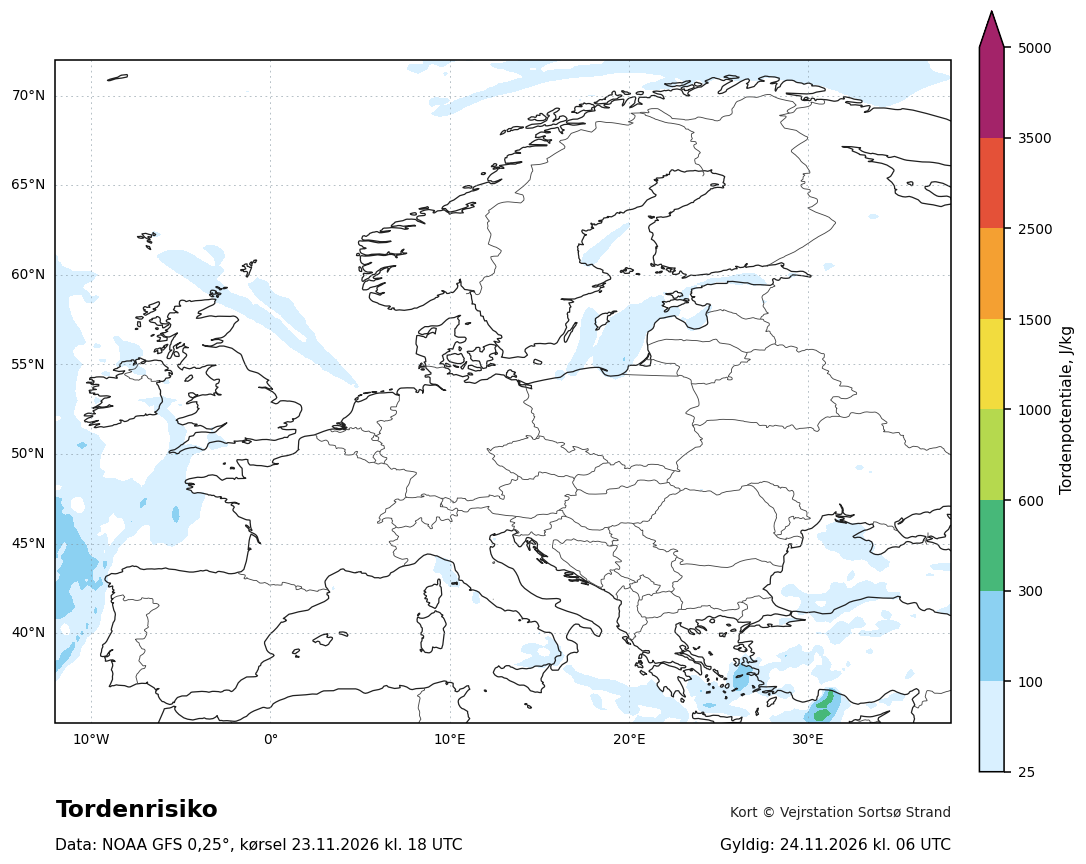 5000
3500
2500
1500
1000
600
300
100
25
Tordenpotentiale, J/kg
70°N
65°N
60°N
55°N
50°N
45°N
40°N
10°W
0°
10°E
20°E
30°E
Tordenrisiko
Kort © Vejrstation Sortsø Strand
Data: NOAA GFS 0,25°, kørsel 23.11.2026 kl. 18 UTC
Gyldig: 24.11.2026 kl. 06 UTC